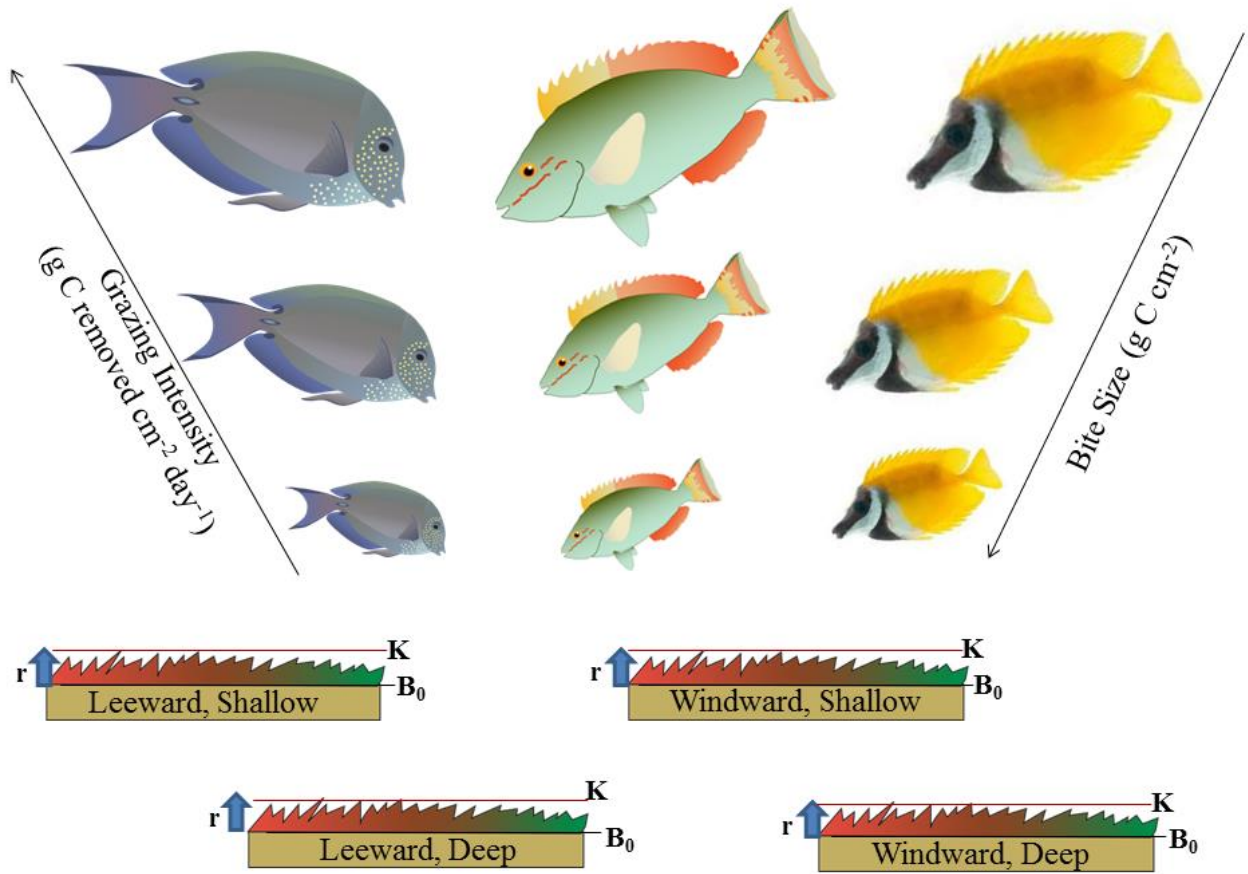 Grazing Intensity
(g C removed cm-2 day-1)
Bite Size (g C cm-2)
K
r
B0
Leeward, Shallow
K
r
B0
Windward, Shallow
K
r
B0
Leeward, Deep
K
r
B0
Windward, Deep